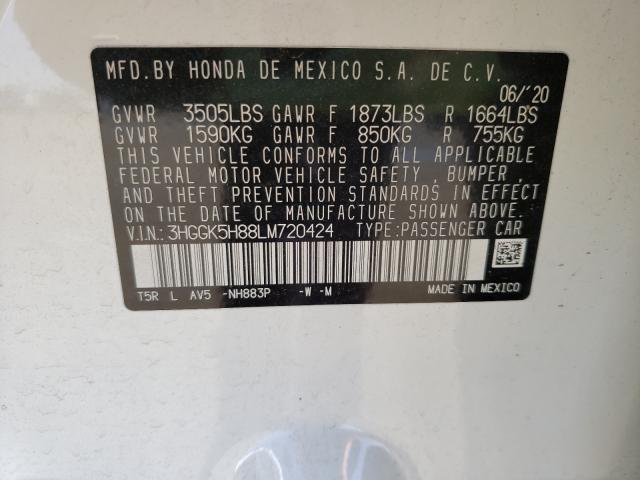 MFD.BY HONDA DE MEXICO S.A. DE C.V.
06/'20
GVWR 3505LBS GAWR F 1873LBS R 1664LBS
GVWR 1590KG GAWR F 850KG R 755KG
THIS VEHICLE CONFORMS TO ALL APPLICABLE
FEDERAL MOTOR VEHICLE SAFETY , BUMPER ,
AND THEFT PREVENTION STANDARDS IN EFFECT
ON THE DATE OF MANUFACTURE SHOWN ABOVE.
V.I.N.: 3HGGK5H88LM720424 TYPE:PASSENGER CAR
T5R L AV5 -NH883P -W -M MADE IN MEXICO